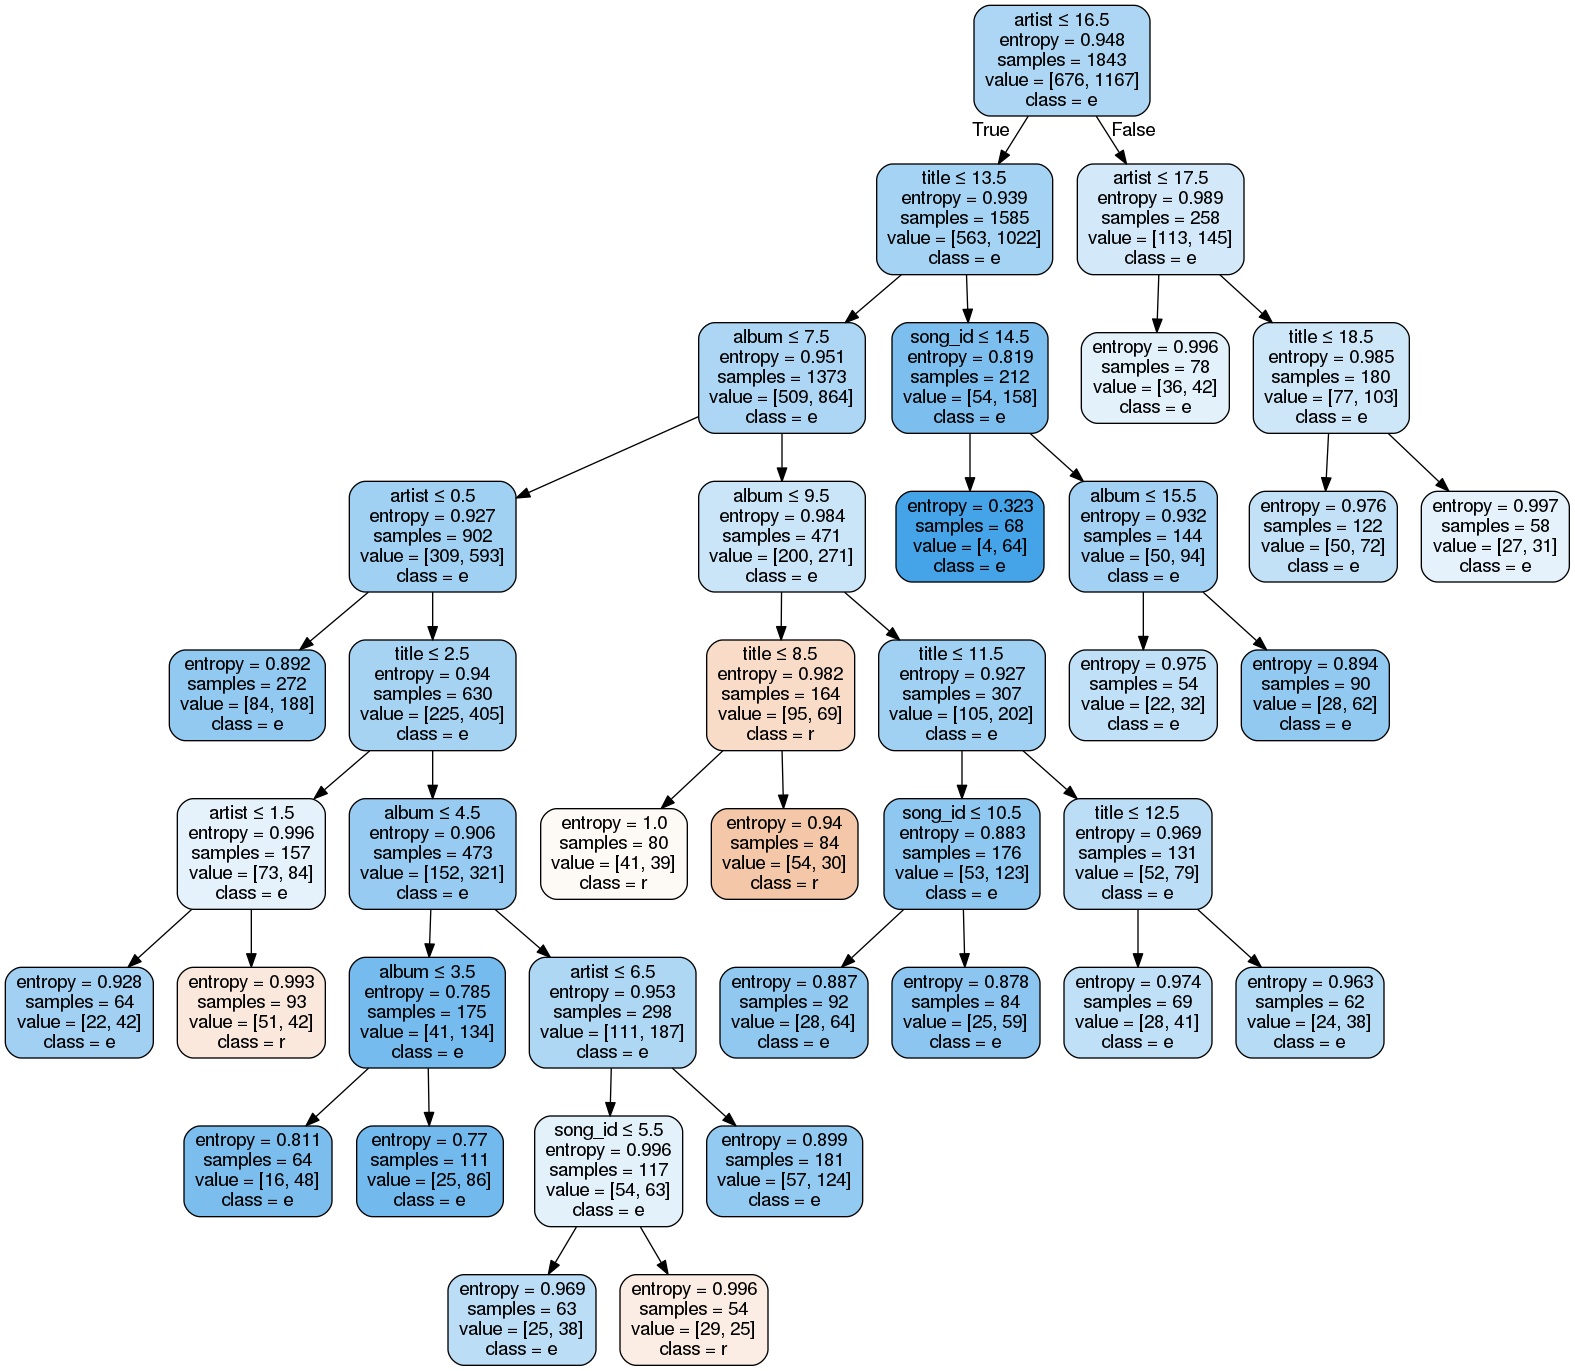 artist ≤ 16.5
entropy = 0.948
samples = 1843
value = [676, 1167]
class = e
True
False
title ≤ 13.5
entropy = 0.939
samples = 1585
value = [563, 1022]
class = e
artist ≤ 17.5
entropy = 0.989
samples = 258
value = [113, 145]
class = e
album ≤ 7.5
entropy = 0.951
samples = 1373
value = [509, 864]
class = e
song_id ≤ 14.5
entropy = 0.819
samples = 212
value = [54, 158]
class = e
entropy = 0.996
samples = 78
value = [36, 42]
class = e
title ≤ 18.5
entropy = 0.985
samples = 180
value = [77, 103]
class = e
artist ≤ 0.5
entropy = 0.927
samples = 902
value = [309, 593]
class = e
album ≤ 9.5
entropy = 0.984
samples = 471
value = [200, 271]
class = e
entropy = 0.323
samples = 68
value = [4, 64]
class = e
album ≤ 15.5
entropy = 0.932
samples = 144
value = [50, 94]
class = e
entropy = 0.976
samples = 122
value = [50, 72]
class = e
entropy = 0.997
samples = 58
value = [27, 31]
class = e
entropy = 0.892
samples = 272
value = [84, 188]
class = e
title ≤ 2.5
entropy = 0.94
samples = 630
value = [225, 405]
class = e
title ≤ 8.5
entropy = 0.982
samples = 164
value = [95, 69]
class = r
title ≤ 11.5
entropy = 0.927
samples = 307
value = [105, 202]
class = e
entropy = 0.975
samples = 54
value = [22, 32]
class = e
entropy = 0.894
samples = 90
value = [28, 62]
class = e
artist ≤ 1.5
entropy = 0.996
samples = 157
value = [73, 84]
class = e
album ≤ 4.5
entropy = 0.906
samples = 473
value = [152, 321]
class = e
entropy = 1.0
samples = 80
value = [41, 39]
class = r
entropy = 0.94
samples = 84
value = [54, 30]
class = r
song_id ≤ 10.5
entropy = 0.883
samples = 176
value = [53, 123]
class = e
title ≤ 12.5
entropy = 0.969
samples = 131
value = [52, 79]
class = e
entropy = 0.928
samples = 64
value = [22, 42]
class = e
entropy = 0.993
samples = 93
value = [51, 42]
class = r
album ≤ 3.5
entropy = 0.785
samples = 175
value = [41, 134]
class = e
artist ≤ 6.5
entropy = 0.953
samples = 298
value = [111, 187]
class = e
entropy = 0.887
samples = 92
value = [28, 64]
class = e
entropy = 0.878
samples = 84
value = [25, 59]
class = e
entropy = 0.974
samples = 69
value = [28, 41]
class = e
entropy = 0.963
samples = 62
value = [24, 38]
class = e
entropy = 0.811
samples = 64
value = [16, 48]
class = e
entropy = 0.77
samples = 111
value = [25, 86]
class = e
song_id ≤ 5.5
entropy = 0.996
samples = 117
value = [54, 63]
class = e
entropy = 0.899
samples = 181
value = [57, 124]
class = e
entropy = 0.969
samples = 63
value = [25, 38]
class = e
entropy = 0.996
samples = 54
value = [29, 25]
class = r